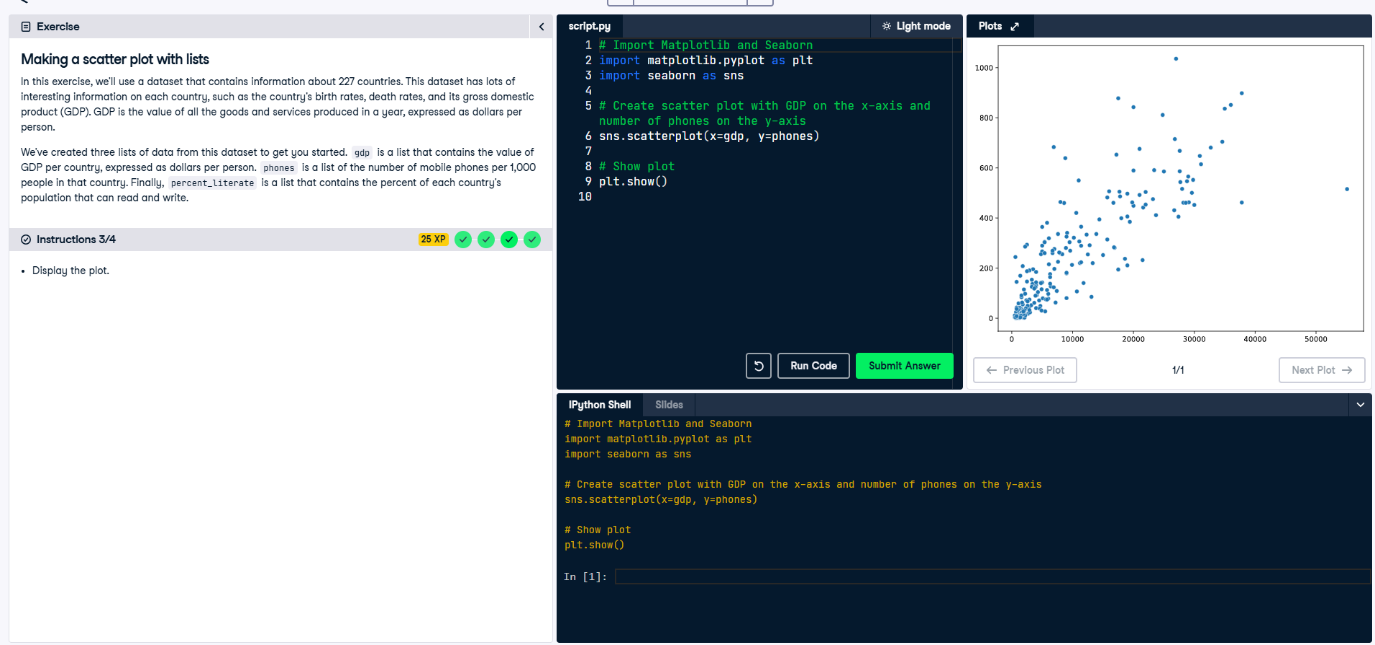 Exercise
Making a scatter plot with lists
In this exercise, we'll use a dataset that contains information about 227 countries. This dataset has lots of
interesting information on each country, such as the country's birth rates, death rates, and its gross domestic
product (GDP). GDP is the value of all the goods and services produced in a year, expressed as dollars per
person.
We've created three lists of data from this dataset to get you started. gdp is a list that contains the value of
GDP per country, expressed as dollars per person. phones is a list of the number of mobile phones per 1,000
people in that country. Finally, percent_literate is a list that contains the percent of each country's
population that can read and write.
Instructions 3/4
25 XP
• Display the plot.
script.py
Light mode
1 # Import Matplotlib and Seaborn
2 import matplotlib.pyplot as plt
3 import seaborn as sns
4
5 # Create scatter plot with GDP on the x-axis and
number of phones on the y-axis
6 sns.scatterplot(x=gdp, y=phones)
7
8 # Show plot
9 plt.show()
10
Run Code
Submit Answer
Plots
1000
800
600
400
200
0
0 10000 20000 30000 40000 50000
← Previous Plot
1/1
Next Plot →
IPython Shell
Slides
# Import Matplotlib and Seaborn
import matplotlib.pyplot as plt
import seaborn as sns
# Create scatter plot with GDP on the x-axis and number of phones on the y-axis
sns.scatterplot(x=gdp, y=phones)
# Show plot
plt.show()
In [1]: